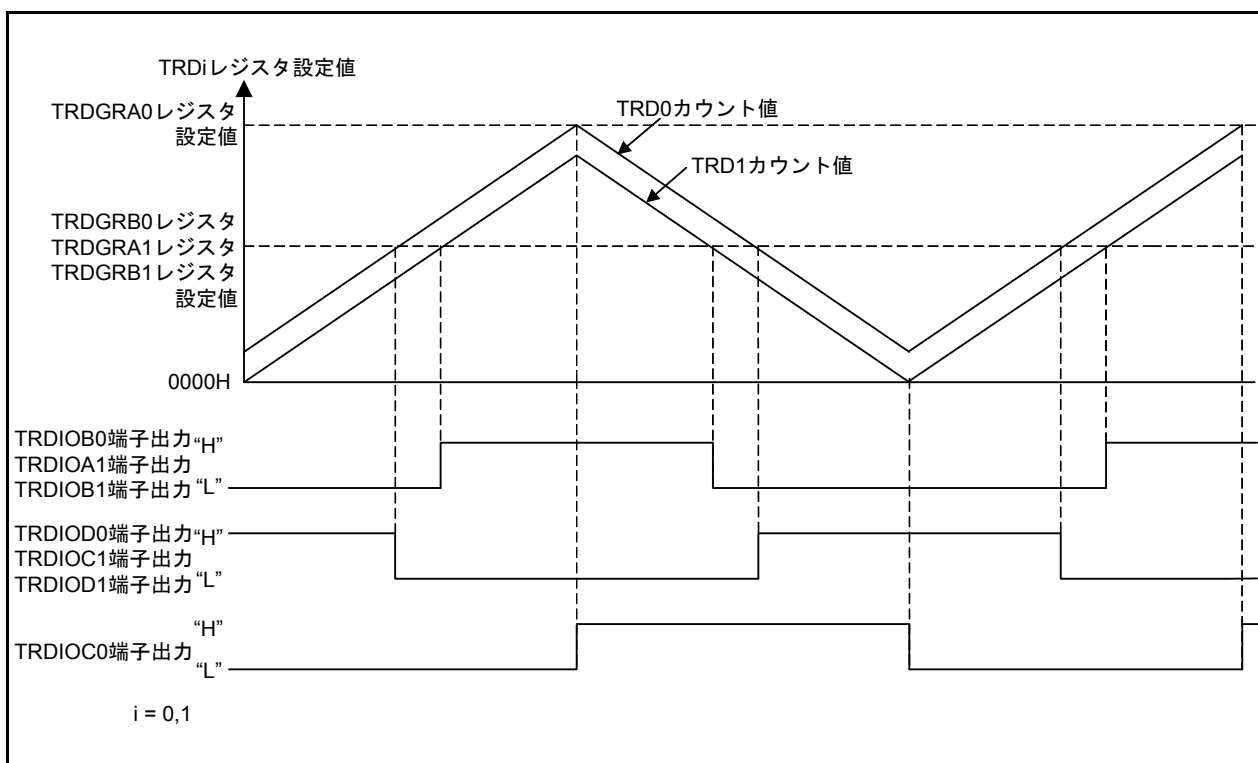 TRDiレジスタ設定値
TRDGRA0レジスタ
設定値
TRD0カウント値
TRD1カウント値
TRDGRB0レジスタ
TRDGRA1レジスタ
TRDGRB1レジスタ
設定値
0000H
TRDIOB0端子出力 “H”
TRDIOA1端子出力
TRDIOB1端子出力 “L”
TRDIOD0端子出力 “H”
TRDIOC1端子出力
TRDIOD1端子出力 “L”
“H”
TRDIOC0端子出力
“L”
i = 0,1